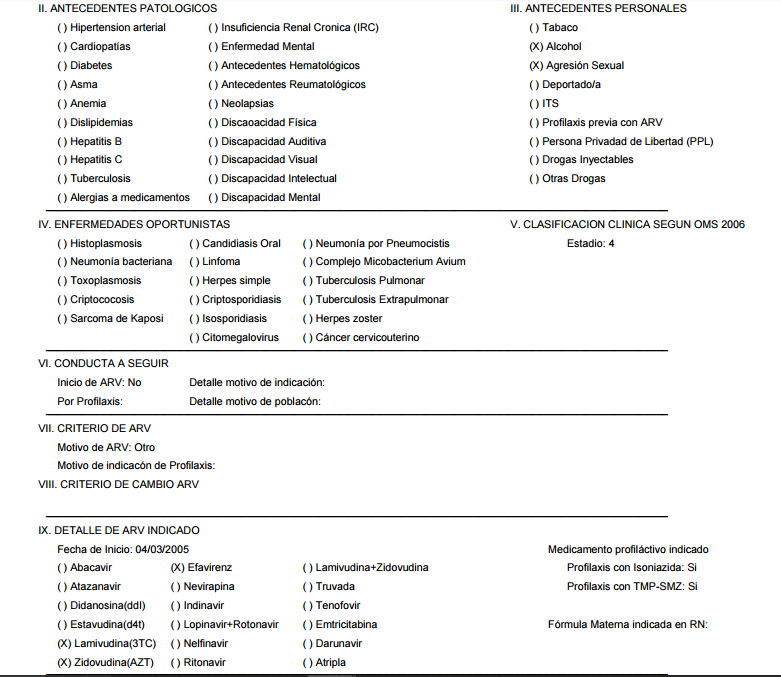 II. ANTECEDENTES PATOLOGICOS
( ) Hipertension arterial ( ) Insuficiencia Renal Cronica (IRC)
( ) Cardiopatías ( ) Enfermedad Mental
( ) Diabetes ( ) Antecedentes Hematológicos
( ) Asma ( ) Antecedentes Reumatológicos
( ) Anemia ( ) Neolapsias
( ) Dislipidemias ( ) Discaoacidad Física
( ) Hepatitis B ( ) Discapacidad Auditiva
( ) Hepatitis C ( ) Discapacidad Visual
( ) Tuberculosis ( ) Discapacidad Intelectual
( ) Alergias a medicamentos ( ) Discapacidad Mental
III. ANTECEDENTES PERSONALES
( ) Tabaco
(X) Alcohol
(X) Agresión Sexual
( ) Deportado/a
( ) ITS
( ) Profilaxis previa con ARV
( ) Persona Privadad de Libertad (PPL)
( ) Drogas Inyectables
( ) Otras Drogas
IV. ENFERMEDADES OPORTUNISTAS
( ) Histoplasmosis ( ) Candidiasis Oral ( ) Neumonía por Pneumocistis
( ) Neumonía bacteriana ( ) Linfoma ( ) Complejo Micobacterium Avium
( ) Toxoplasmosis ( ) Herpes simple ( ) Tuberculosis Pulmonar
( ) Criptococosis ( ) Criptosporidiasis ( ) Tuberculosis Extrapulmonar
( ) Sarcoma de Kaposi ( ) Isosporidiasis ( ) Herpes zoster
( ) Citomegalovirus ( ) Cáncer cervicouterino
V. CLASIFICACION CLINICA SEGUN OMS 2006
Estadio: 4
VI. CONDUCTA A SEGUIR
Inicio de ARV: No Detalle motivo de indicación:
Por Profilaxis: Detalle motivo de poblacón:
VII. CRITERIO DE ARV
Motivo de ARV: Otro
Motivo de indicacón de Profilaxis:
VIII. CRITERIO DE CAMBIO ARV
IX. DETALLE DE ARV INDICADO
Fecha de Inicio: 04/03/2005
( ) Abacavir (X) Efavirenz ( ) Lamivudina+Zidovudina
( ) Atazanavir ( ) Nevirapina ( ) Truvada
( ) Didanosina(ddI) ( ) Indinavir ( ) Tenofovir
( ) Estavudina(d4t) ( ) Lopinavir+Rotonavir ( ) Emtricitabina
(X) Lamivudina(3TC) ( ) Nelfinavir ( ) Darunavir
(X) Zidovudina(AZT) ( ) Ritonavir ( ) Atripla
Medicamento profiláctivo indicado
Profilaxis con Isoniazida: Si
Profilaxis con TMP-SMZ: Si
Fórmula Materna indicada en RN: